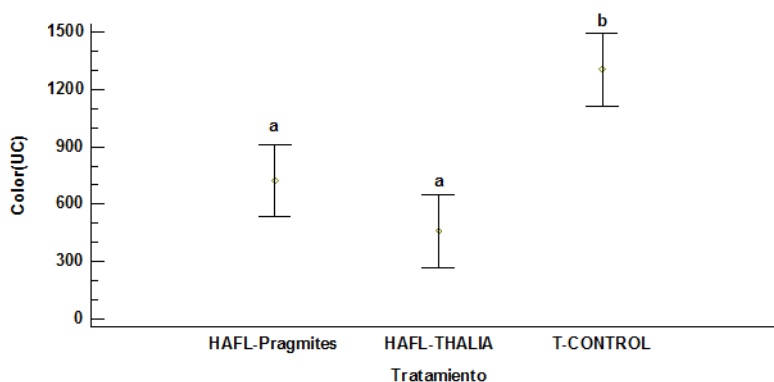 Color(UC)
1500
1200
900
600
300
0
a
a
b
HAFL-Pragmites
HAFL-THALIA
T-CONTROL
Tratamiento